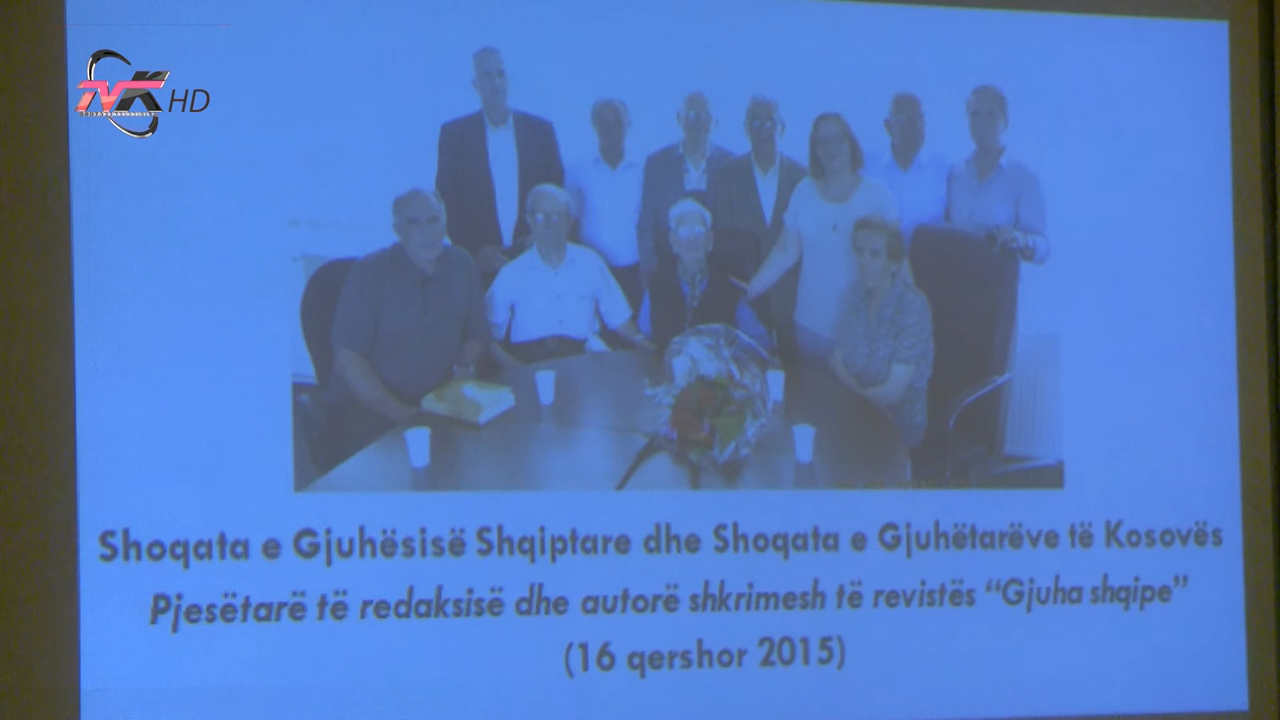 TVK HD
Shoqata e Gjuhësisë Shqiptare dhe Shoqata e Gjuhëtarëve të Kosovës
Pjesëtarë të redaksisë dhe autorë shkrimesh të revistës “Gjuha shqipe”
(16 qershor 2015)